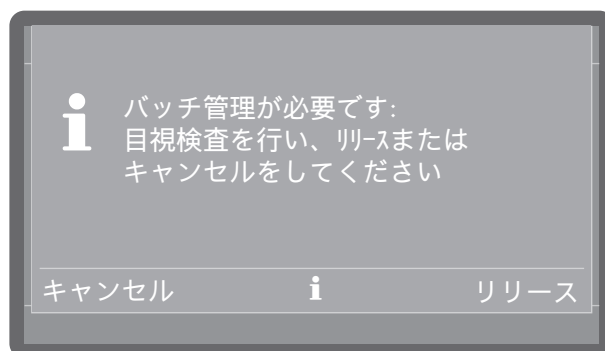 バッチ管理が必要です:
目視検査を行い、ﾘﾘｰｽまたは
キャンセルをしてください
キャンセル i リリース